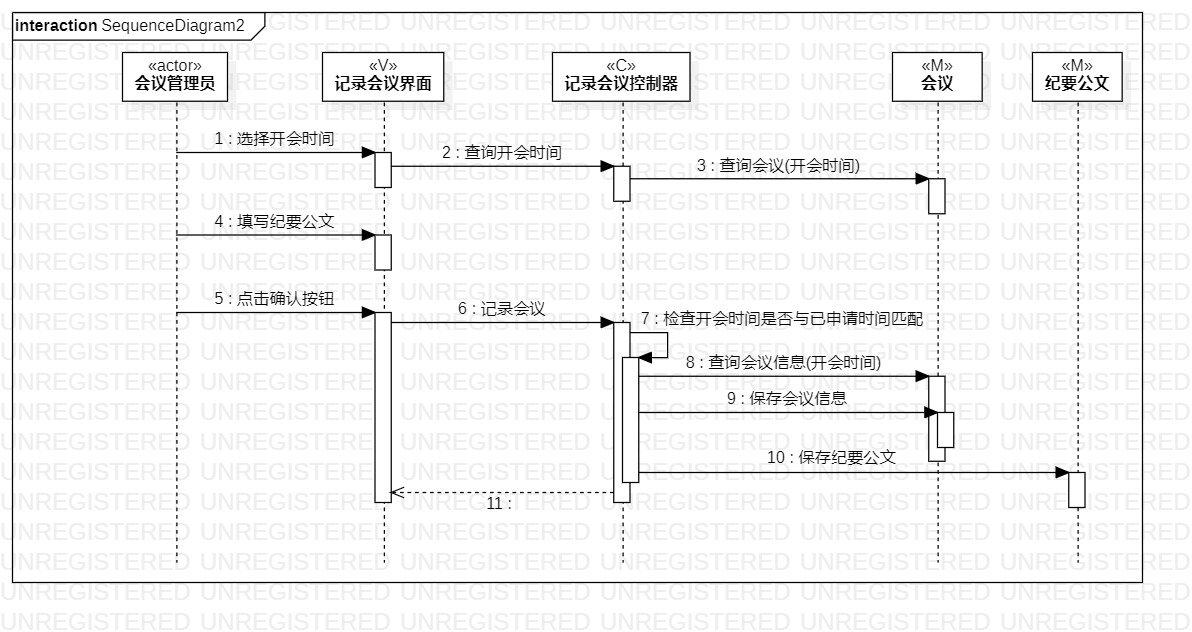 interaction SequenceDiagram2
«actor»
会议管理员
«V»
记录会议界面
«C»
记录会议控制器
«M»
会议
«M»
纪要公文
1 : 选择开会时间
2 : 查询开会时间
3 : 查询会议(开会时间)
4 : 填写纪要公文
5 : 点击确认按钮
6 : 记录会议
7 : 检查开会时间是否与已申请时间匹配
8 : 查询会议信息(开会时间)
9 : 保存会议信息
10 : 保存纪要公文
11 :
UNREGISTERED